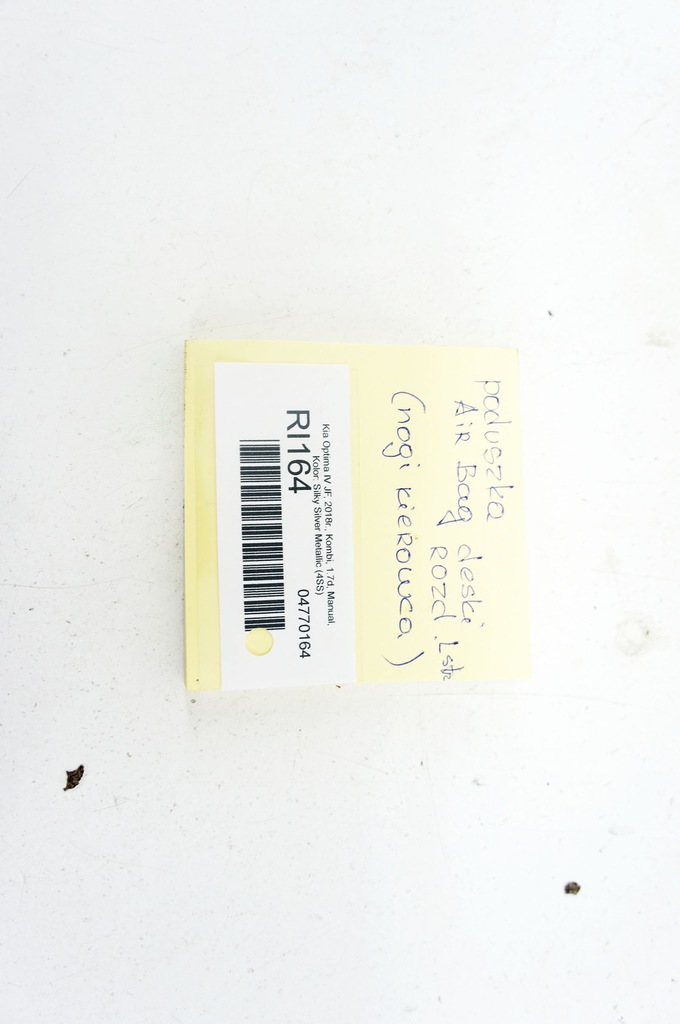 poduszka
AiR Bag deski
rozd. Lstr
(nogi kierowca)
Kia Optima IV JF, 2018r., Kombi, 1.7d, Manual,
Kolor: Silky Silver Metallic (4SS)
RI164 04770164